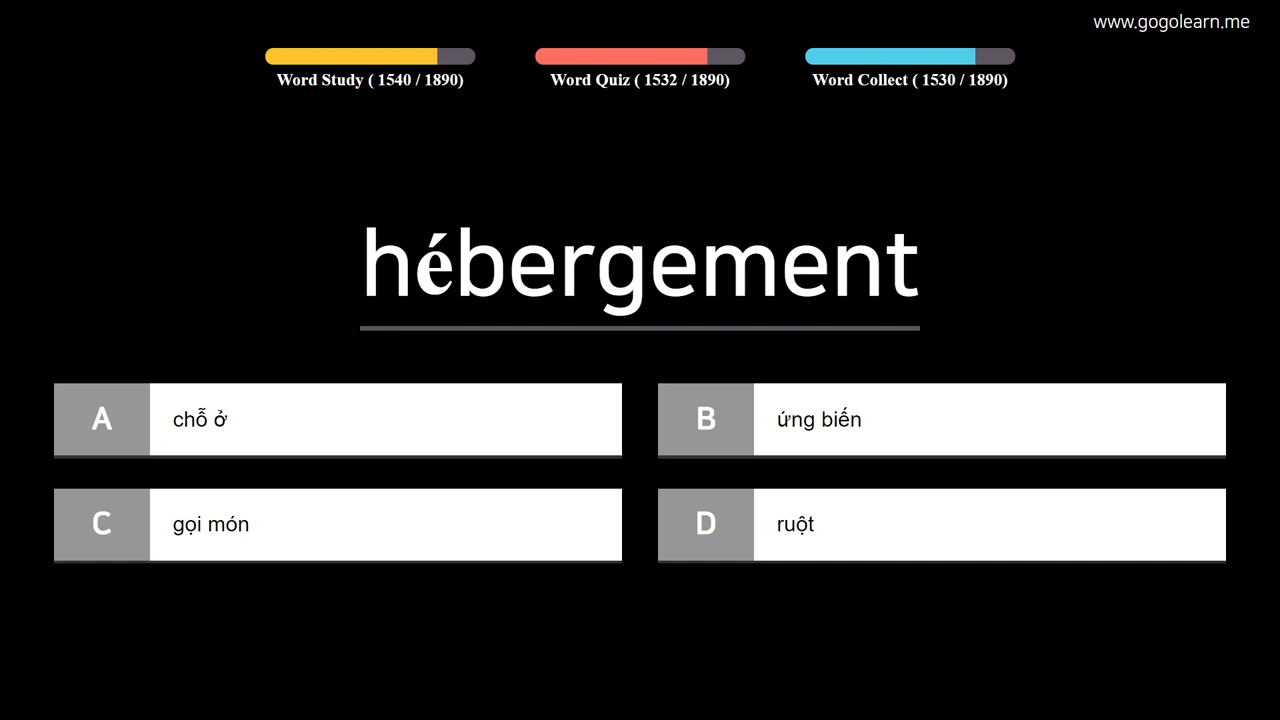 www.gogolearn.me
Word Study ( 1540 / 1890)
Word Quiz ( 1532 / 1890)
Word Collect ( 1530 / 1890)
hébergement
A chỗ ở
B ứng biến
C gọi món
D ruột